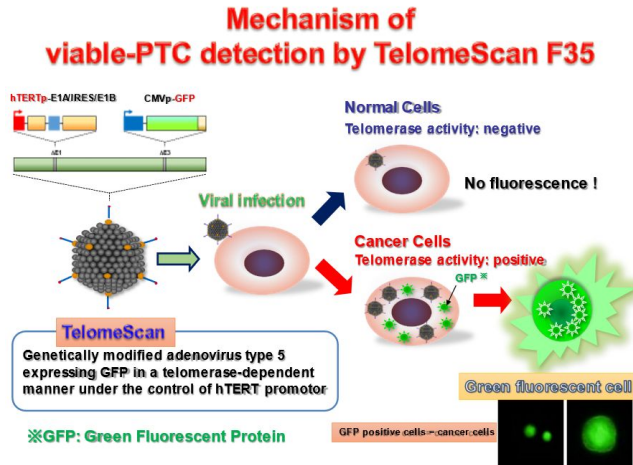 Mechanism of
viable-PTC detection by TelomeScan F35
hTERTp-E1A/IRES/E1B
CMVp-GFP
ΔE1
ΔE3
Normal Cells
Telomerase activity: negative
No fluorescence !
Viral infection
Cancer Cells
Telomerase activity: positive
GFP ※
TelomeScan
Genetically modified adenovirus type 5
expressing GFP in a telomerase-dependent
manner under the control of hTERT promotor
Green fluorescent cell
※GFP: Green Fluorescent Protein
GFP positive cells = cancer cells